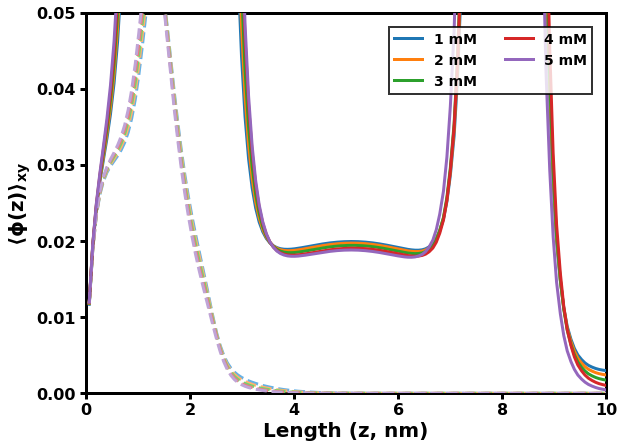 0.05
0.04
0.03
0.02
0.01
0.00
⟨ϕ(z)⟩xy
1 mM
2 mM
3 mM
4 mM
5 mM
0 2 4 6 8 10
Length (z, nm)